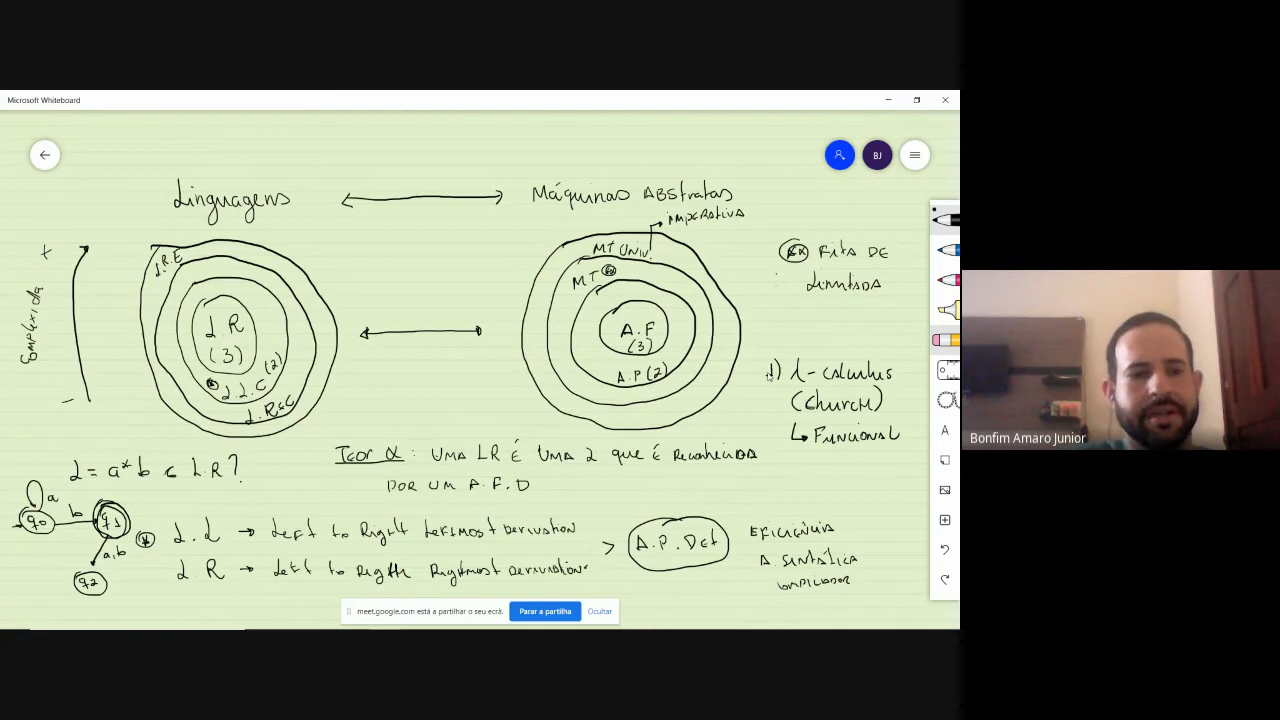 Microsoft Whiteboard
BJ
Linguagens
Máquinas Abstratas
imperativa
+
Complexida
-
L.R.E
L R
(3)
L.L.C (2)
L. RSC
MT Univ.
MT
A.F
(3)
A.P (2)
Fita DE
Limitada
1) λ-calculus
(Church)
Funcional
L = a* b ∈ L.R?
Teor α: UMA LR É UMA L que É Reconhecida
POR UM A.F.D
a
q0
b
q1
a,b
q2
L.L → Left to Right Leftmost Derivation
L R → Left to Right Rightmost Derivation
>
A.P. Det
Eficiência
A. Sintática
Compilador
meet.google.com está a partilhar o seu ecrã.
Parar a partilha
Ocultar
Bonfim Amaro Junior